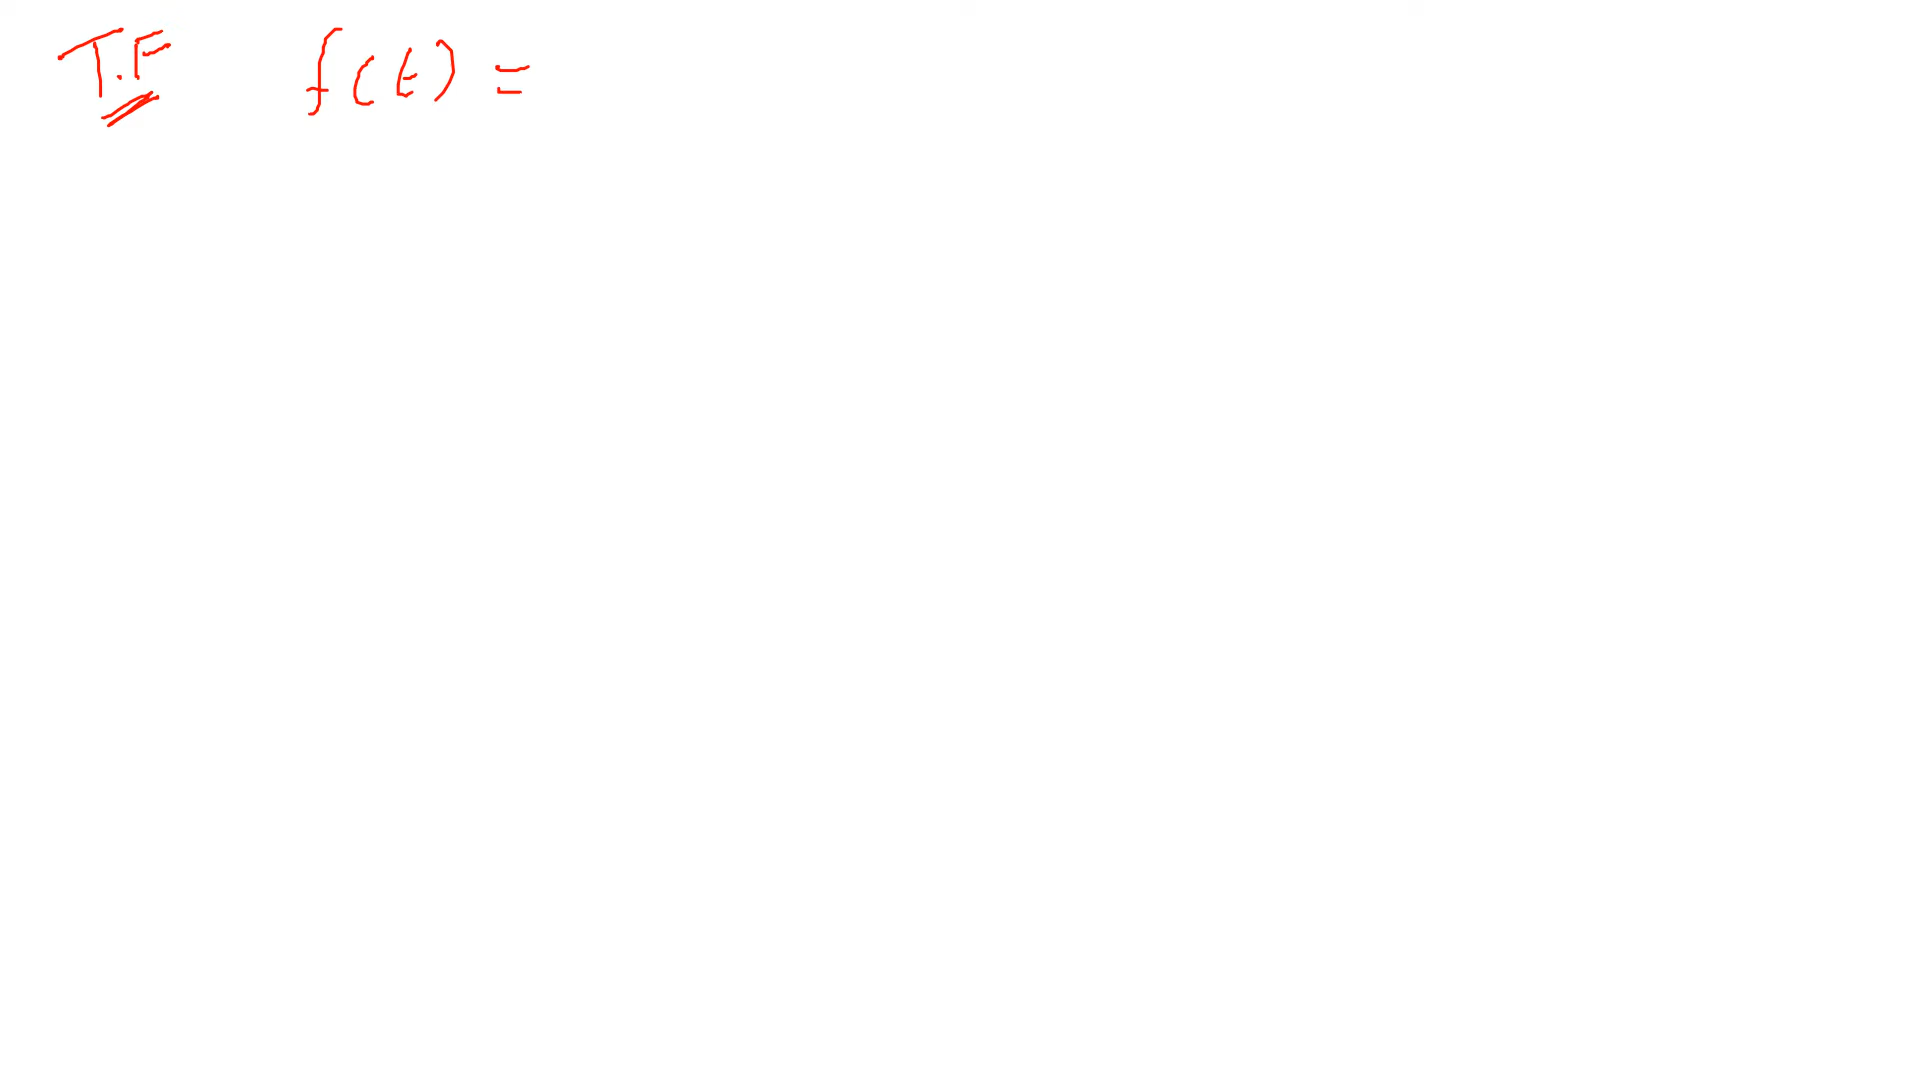 T.F f(t) =